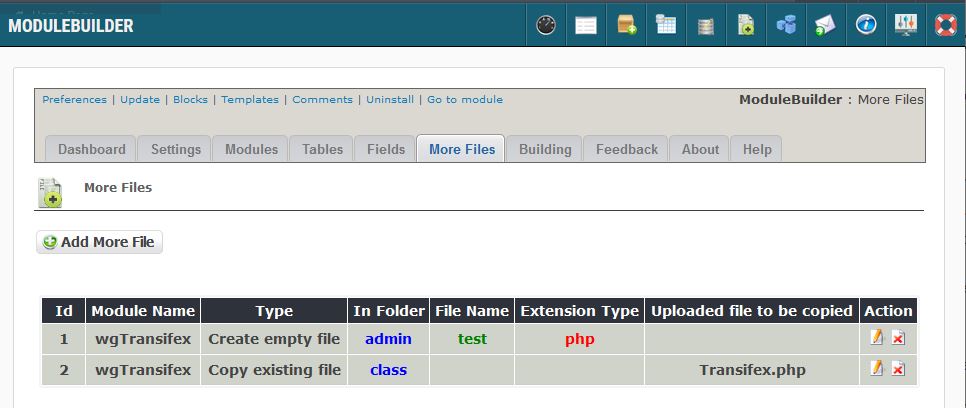 MODULEBUILDER
Preferences | Update | Blocks | Templates | Comments | Uninstall | Go to module
ModuleBuilder : More Files
Dashboard Settings Modules Tables Fields More Files Building Feedback About Help
More Files
Add More File
Id Module Name Type In Folder File Name Extension Type Uploaded file to be copied Action
1 wgTransifex Create empty file admin test php
2 wgTransifex Copy existing file class Transifex.php